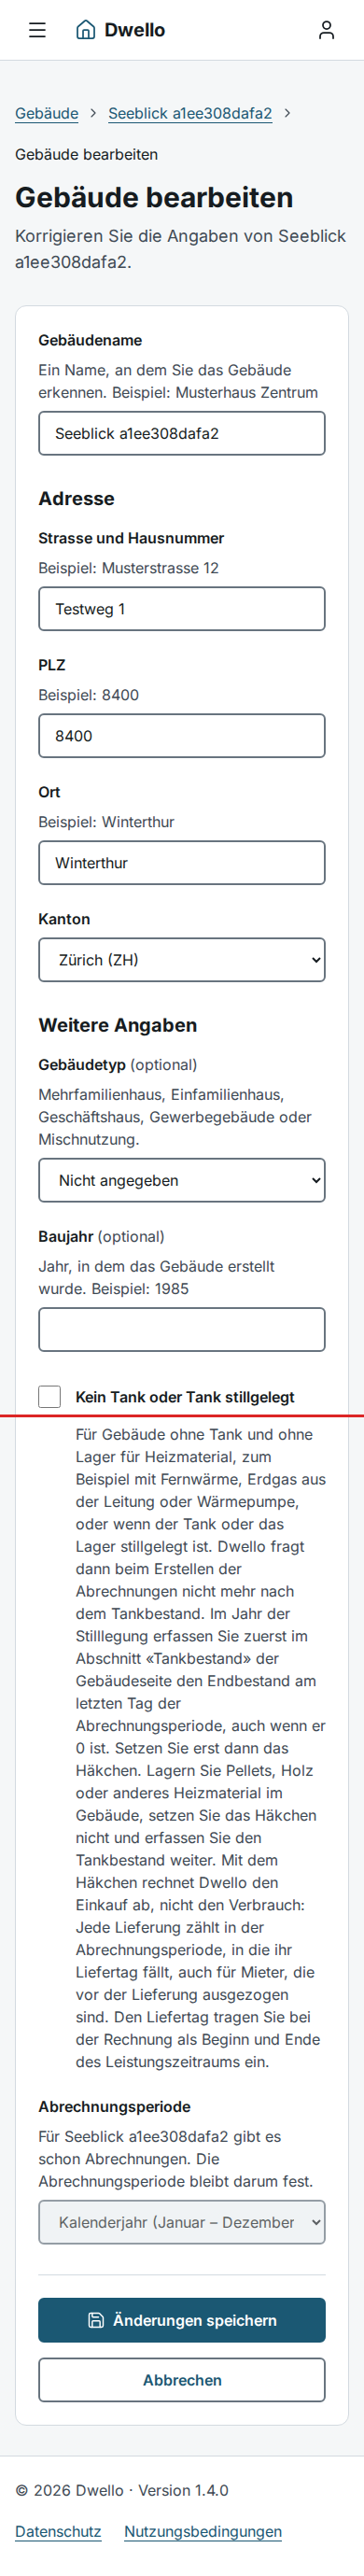 Dwello
Gebäude > Seeblick a1ee308dafa2 >
Gebäude bearbeiten
Gebäude bearbeiten
Korrigieren Sie die Angaben von Seeblick
a1ee308dafa2.
Gebäudename
Ein Name, an dem Sie das Gebäude
erkennen. Beispiel: Musterhaus Zentrum
Seeblick a1ee308dafa2
Adresse
Strasse und Hausnummer
Beispiel: Musterstrasse 12
Testweg 1
PLZ
Beispiel: 8400
8400
Ort
Beispiel: Winterthur
Winterthur
Kanton
Zürich (ZH)
Weitere Angaben
Gebäudetyp (optional)
Mehrfamilienhaus, Einfamilienhaus,
Geschäftshaus, Gewerbegebäude oder
Mischnutzung.
Nicht angegeben
Baujahr (optional)
Jahr, in dem das Gebäude erstellt
wurde. Beispiel: 1985
Kein Tank oder Tank stillgelegt
Für Gebäude ohne Tank und ohne
Lager für Heizmaterial, zum
Beispiel mit Fernwärme, Erdgas aus
der Leitung oder Wärmepumpe,
oder wenn der Tank oder das
Lager stillgelegt ist. Dwello fragt
dann beim Erstellen der
Abrechnungen nicht mehr nach
dem Tankbestand. Im Jahr der
Stilllegung erfassen Sie zuerst im
Abschnitt «Tankbestand» der
Gebäudeseite den Endbestand am
letzten Tag der
Abrechnungsperiode, auch wenn er
0 ist. Setzen Sie erst dann das
Häkchen. Lagern Sie Pellets, Holz
oder anderes Heizmaterial im
Gebäude, setzen Sie das Häkchen
nicht und erfassen Sie den
Tankbestand weiter. Mit dem
Häkchen rechnet Dwello den
Einkauf ab, nicht den Verbrauch:
Jede Lieferung zählt in der
Abrechnungsperiode, in die ihr
Liefertag fällt, auch für Mieter, die
vor der Lieferung ausgezogen
sind. Den Liefertag tragen Sie bei
der Rechnung als Beginn und Ende
des Leistungszeitraums ein.
Abrechnungsperiode
Für Seeblick a1ee308dafa2 gibt es
schon Abrechnungen. Die
Abrechnungsperiode bleibt darum fest.
Kalenderjahr (Januar – Dezember
Änderungen speichern
Abbrechen
© 2026 Dwello · Version 1.4.0
Datenschutz Nutzungsbedingungen